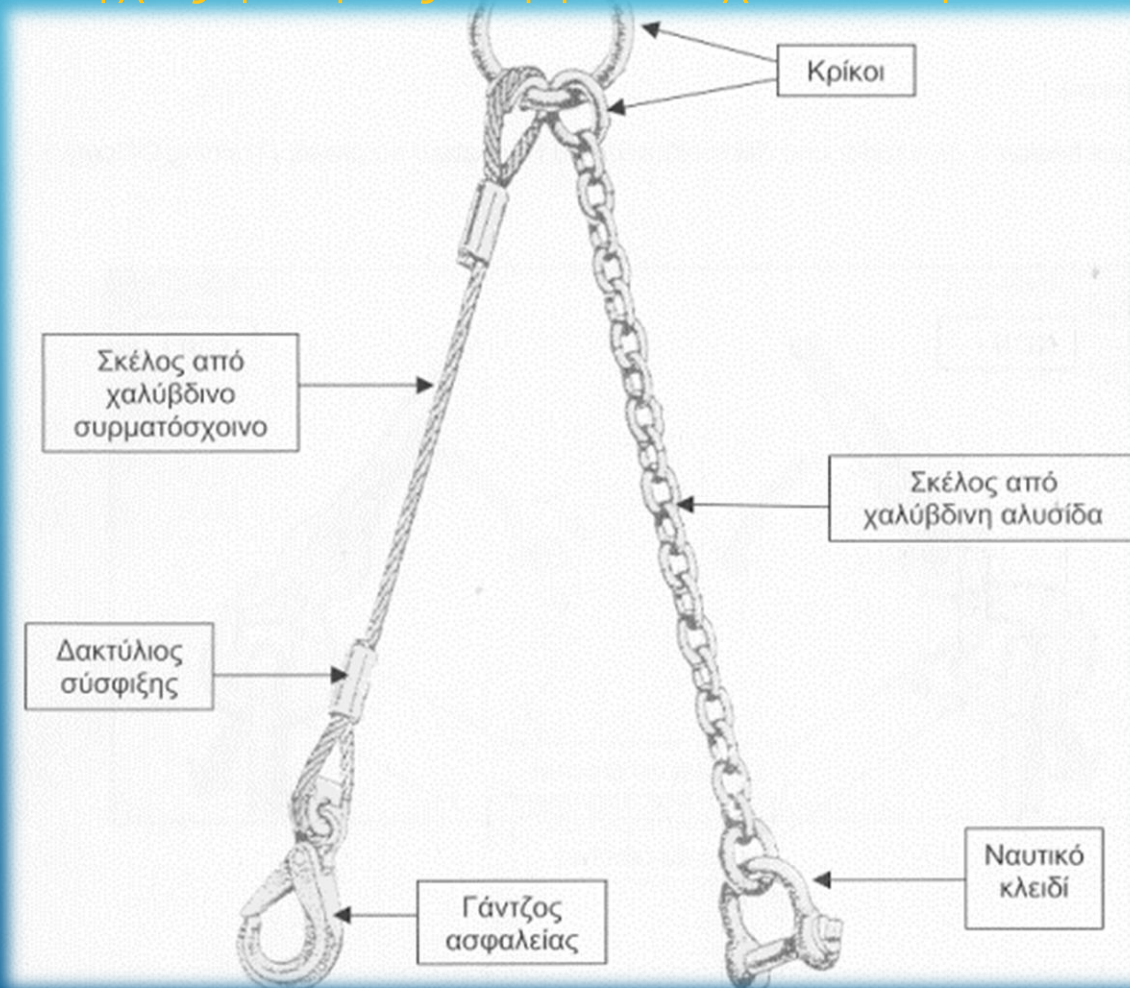 Κρίκοι
Σκέλος από
χαλύβδινο
συρματόσχοινο
Σκέλος από
χαλύβδινη αλυσίδα
Δακτύλιος
σύσφιξης
Ναυτικό
κλειδί
Γάντζος
ασφαλείας